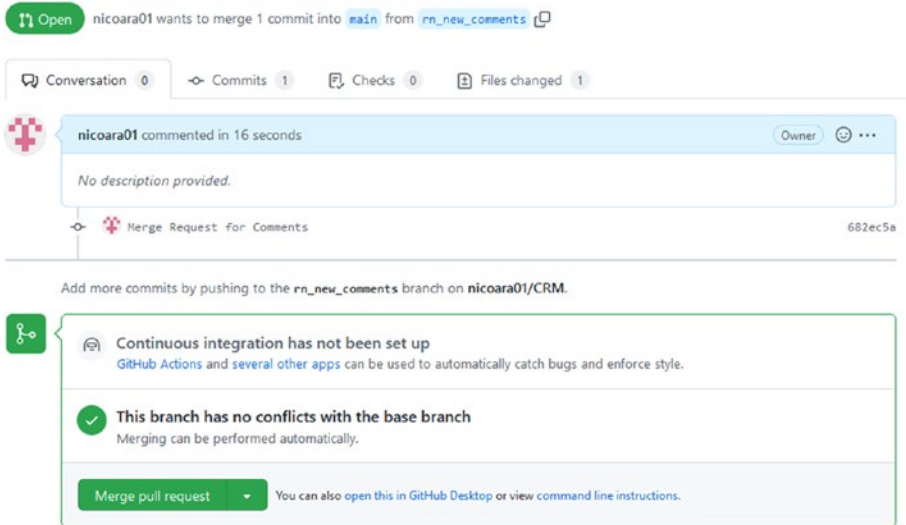 Open nicoara01 wants to merge 1 commit into main from rn_new_comments
Conversation 0 Commits 1 Checks 0 Files changed 1
nicoara01 commented in 16 seconds Owner
No description provided.
Merge Request for Comments 682ec5a
Add more commits by pushing to the rn_new_comments branch on nicoara01/CRM.
Continuous integration has not been set up
GitHub Actions and several other apps can be used to automatically catch bugs and enforce style.
This branch has no conflicts with the base branch
Merging can be performed automatically.
Merge pull request You can also open this in GitHub Desktop or view command line instructions.